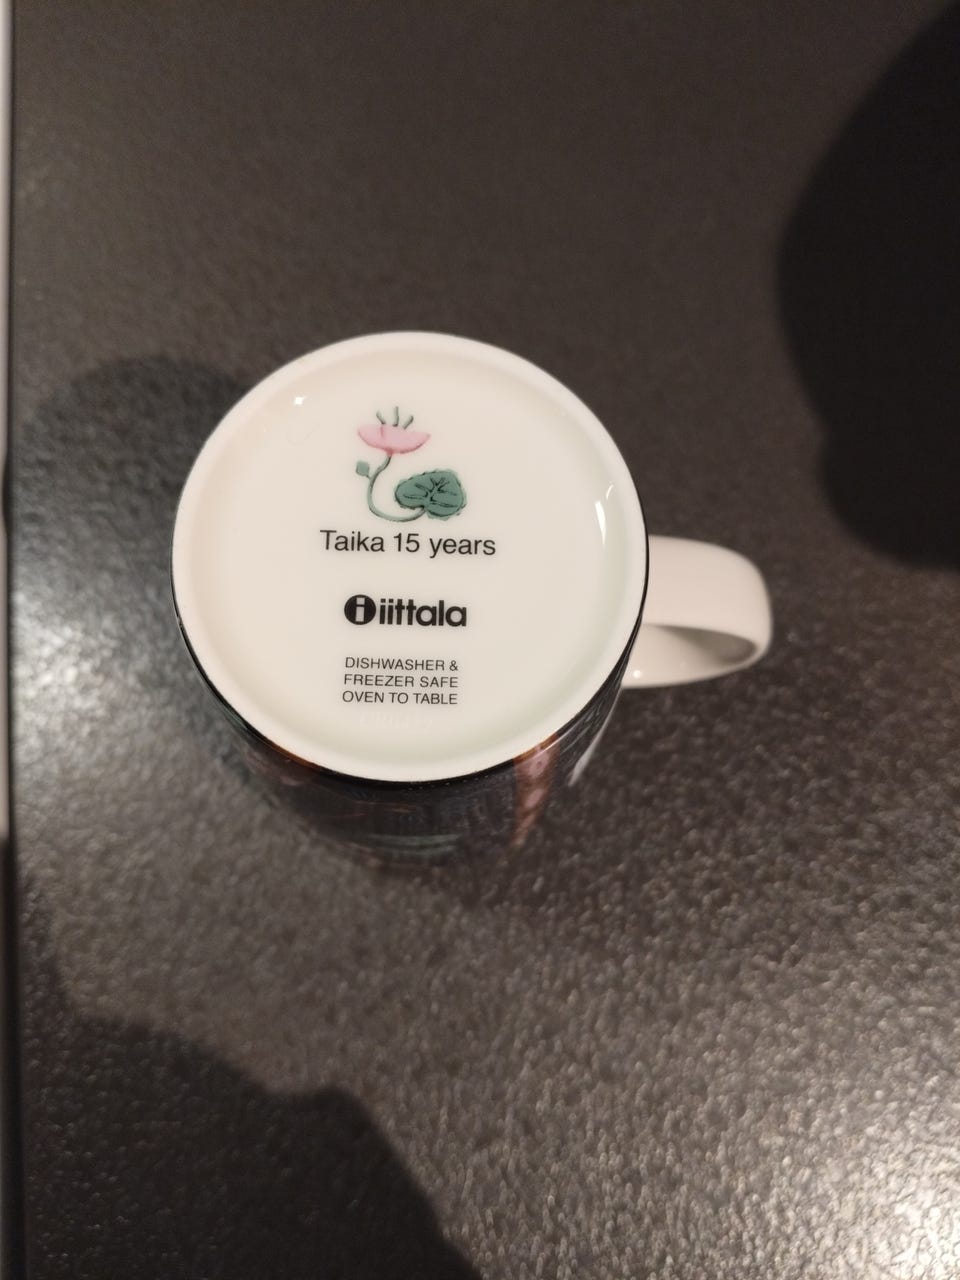 Taika 15 years
iittala
DISHWASHER &
FREEZER SAFE
OVEN TO TABLE